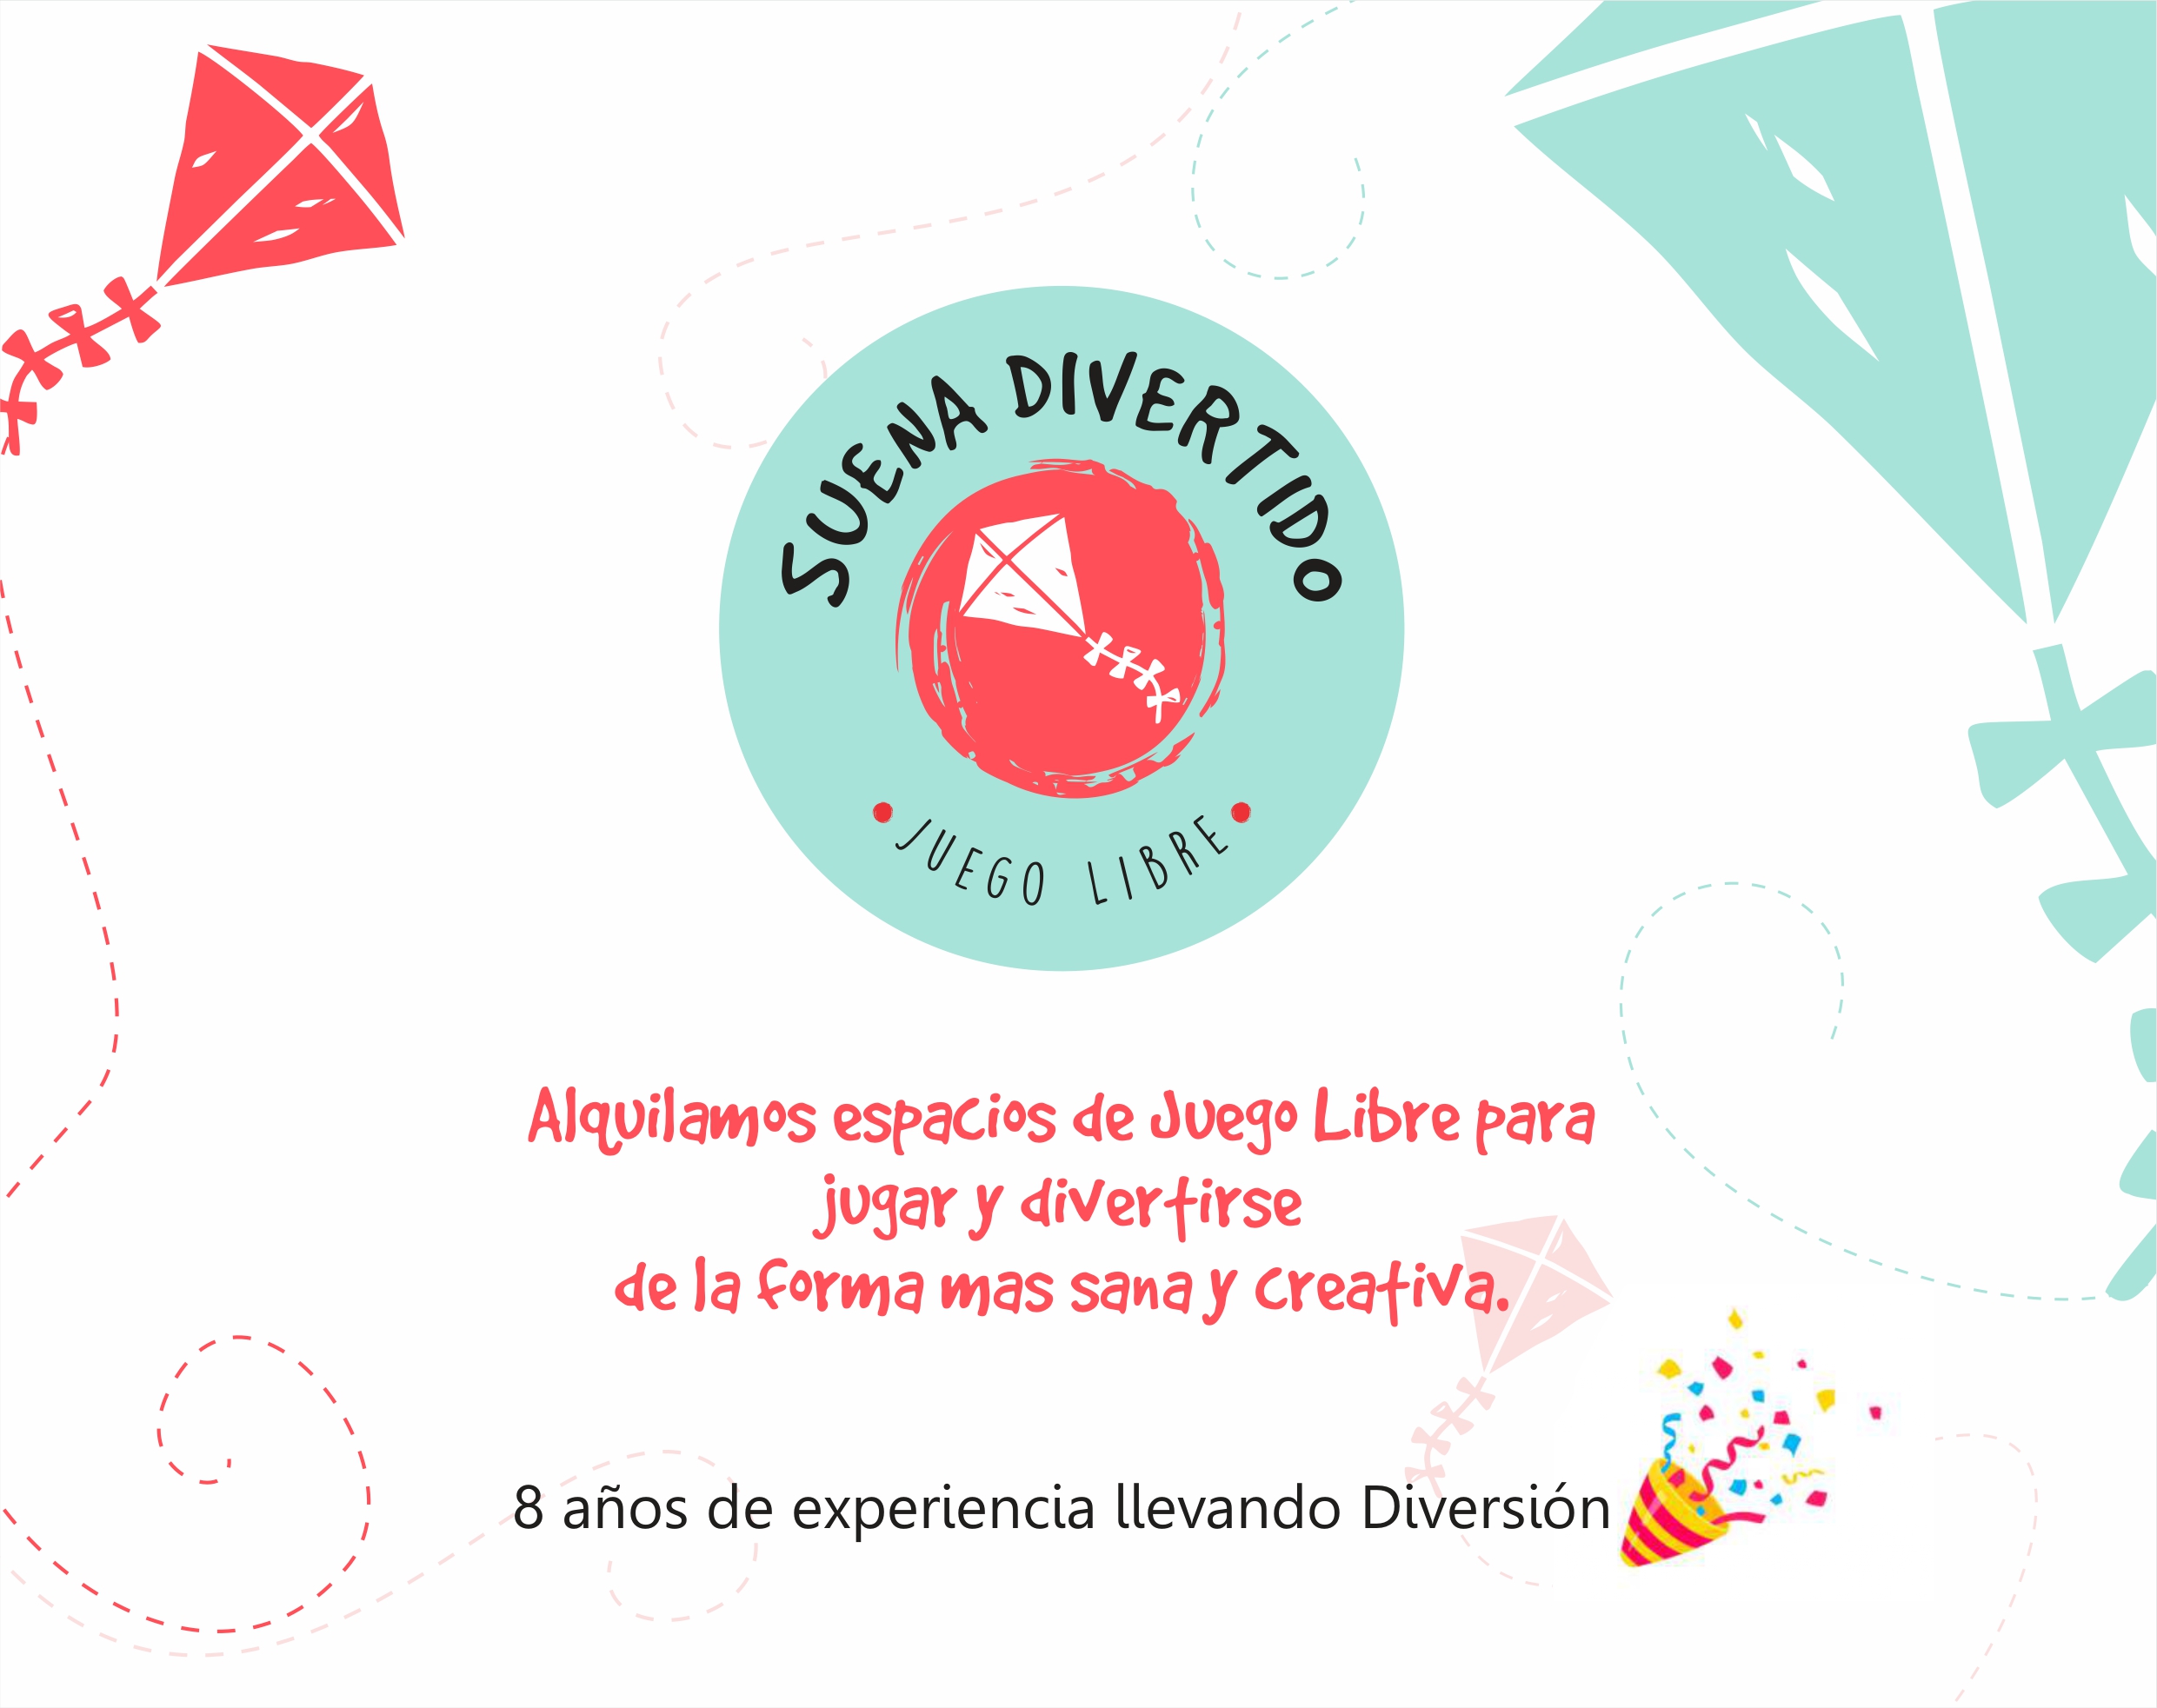 SUENA DIVERTIDO
JUEGO LIBRE
Alquilamos espacios de Juego Libre para
jugar y divertirse
de la forma mas sana y creativa.
8 años de experiencia llevando Diversión